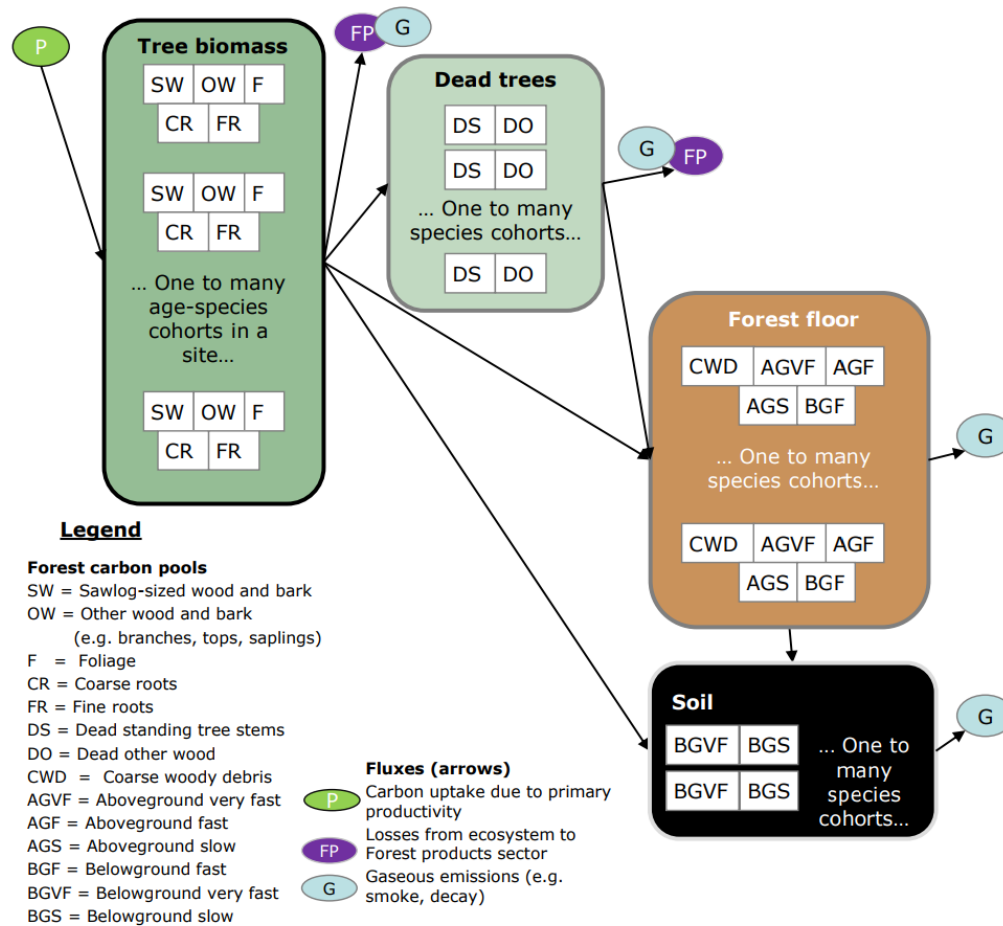 P
Tree biomass
SW OW F
CR FR
SW OW F
CR FR
... One to many
age-species
cohorts in a
site...
SW OW F
CR FR
FP G
Dead trees
DS DO
DS DO
... One to many
species cohorts...
DS DO
G FP
Forest floor
CWD AGVF AGF
AGS BGF
... One to many
species cohorts...
CWD AGVF AGF
AGS BGF
G
Soil
BGVF BGS
BGVF BGS
... One to
many
species
cohorts...
G
Legend
Forest carbon pools
SW = Sawlog-sized wood and bark
OW = Other wood and bark
(e.g. branches, tops, saplings)
F = Foliage
CR = Coarse roots
FR = Fine roots
DS = Dead standing tree stems
DO = Dead other wood
CWD = Coarse woody debris
AGVF = Aboveground very fast
AGF = Aboveground fast
AGS = Aboveground slow
BGF = Belowground fast
BGVF = Belowground very fast
BGS = Belowground slow
Fluxes (arrows)
P Carbon uptake due to primary
productivity
FP Losses from ecosystem to
Forest products sector
G Gaseous emissions (e.g.
smoke, decay)